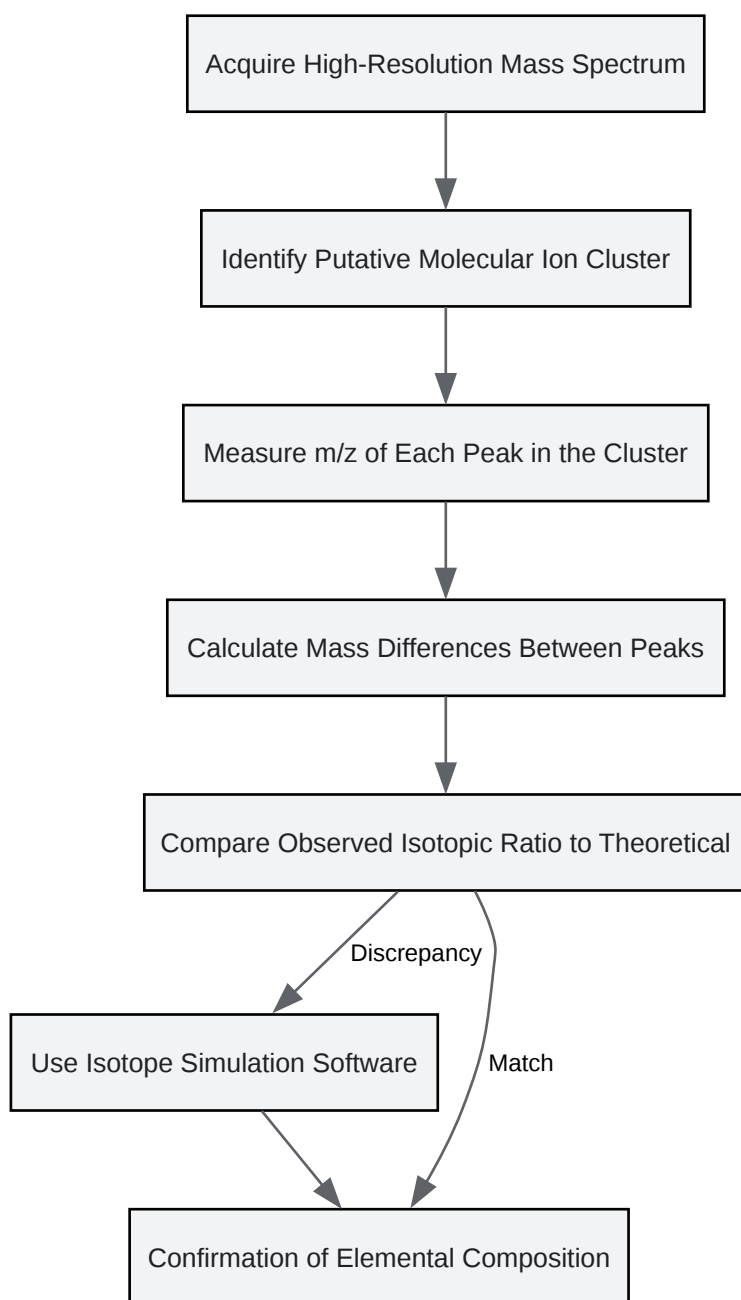 Acquire High-Resolution Mass Spectrum
Identify Putative Molecular Ion Cluster
Measure m/z of Each Peak in the Cluster
Calculate Mass Differences Between Peaks
Compare Observed Isotopic Ratio to Theoretical
Discrepancy
Use Isotope Simulation Software
Match
Confirmation of Elemental Composition